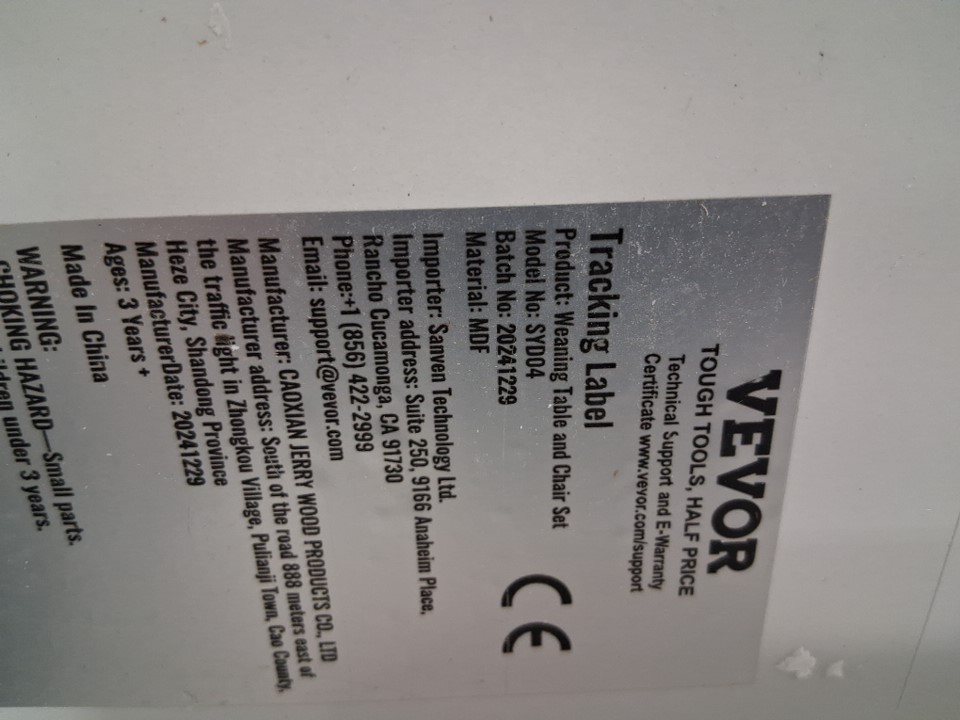 VEVOR
TOUGH TOOLS, HALF PRICE
Technical Support and E-Warranty
Certificate www.vevor.com/support
Tracking Label
Product: Weaning Table and Chair Set
Model No: SYD04
Batch No: 20241229
Material: MDF
CE
Importer: Sanven Technology Ltd.
Importer address: Suite 250, 9166 Anaheim Place,
Rancho Cucamonga, CA 91730
Phone:+1 (856) 422-2999
Email: support@vevor.com
Manufacturer: CAOXIAN JERRY WOOD PRODUCTS CO., LTD
Manufacturer address: South of the road 888 meters east of
the traffic light in Zhongkou Village, Pulianji Town, Cao County,
Heze City, Shandong Province
ManufacturerDate: 20241229
Ages: 3 Years +
Made In China
WARNING:
CHOKING HAZARD—Small parts.
under 3 years.